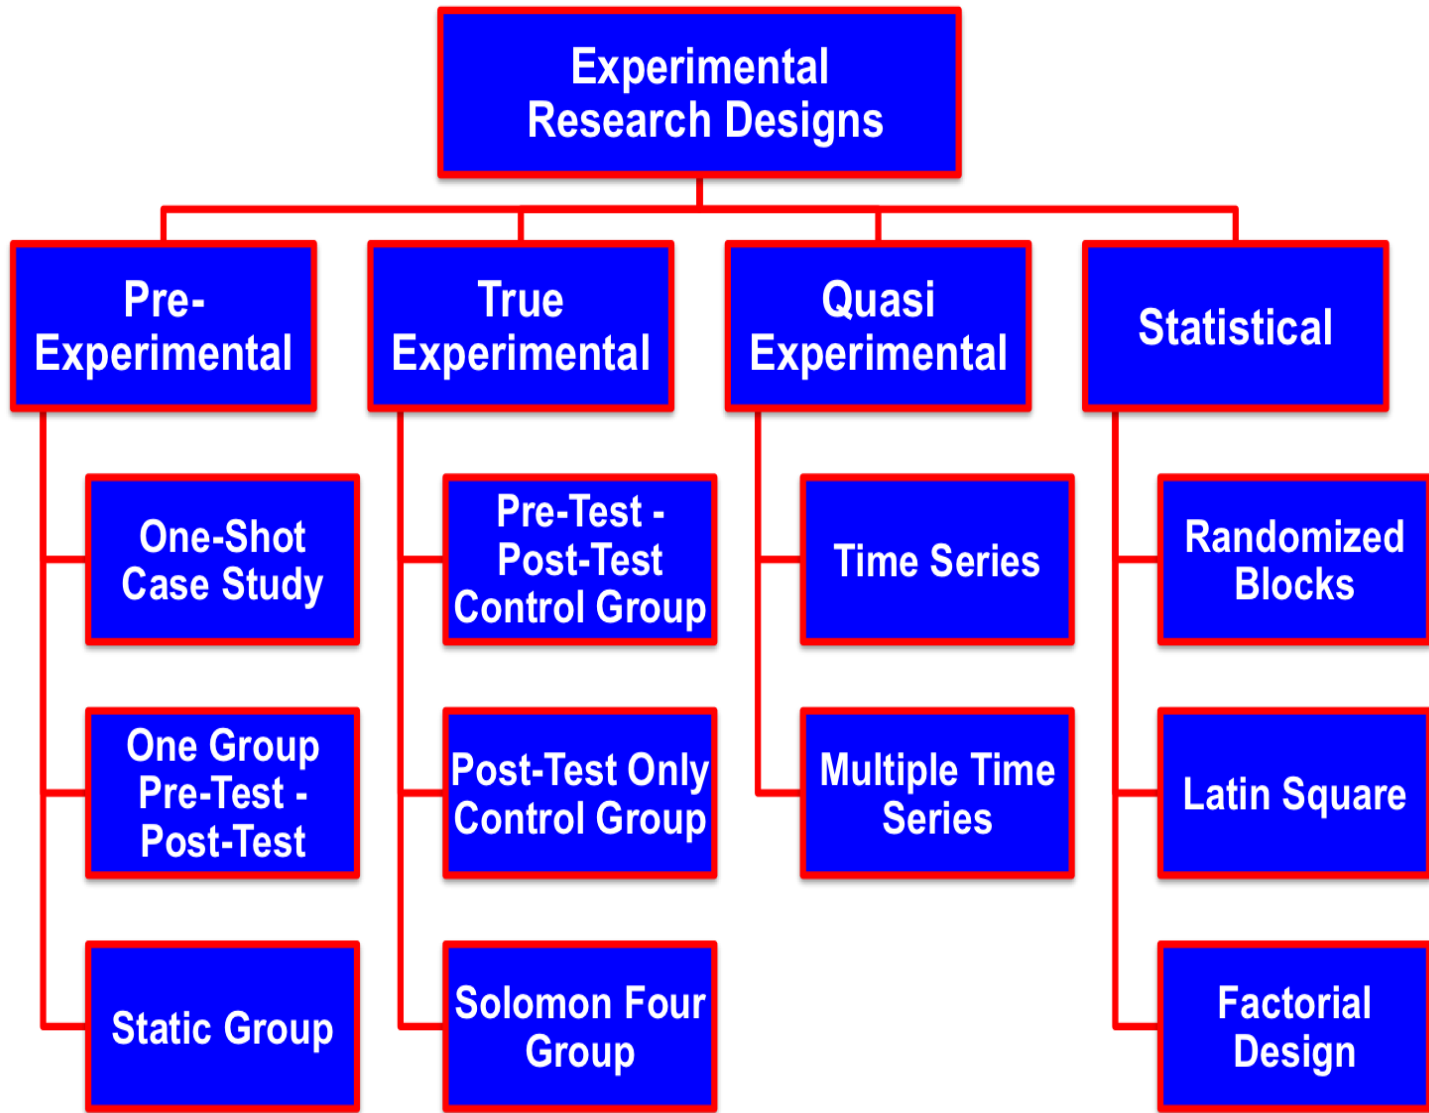 Experimental
Research Designs
Pre-
Experimental
True
Experimental
Quasi
Experimental
Statistical
One-Shot
Case Study
Pre-Test -
Post-Test
Control Group
Time Series
Randomized
Blocks
One Group
Pre-Test -
Post-Test
Post-Test Only
Control Group
Multiple Time
Series
Latin Square
Static Group
Solomon Four
Group
Factorial
Design